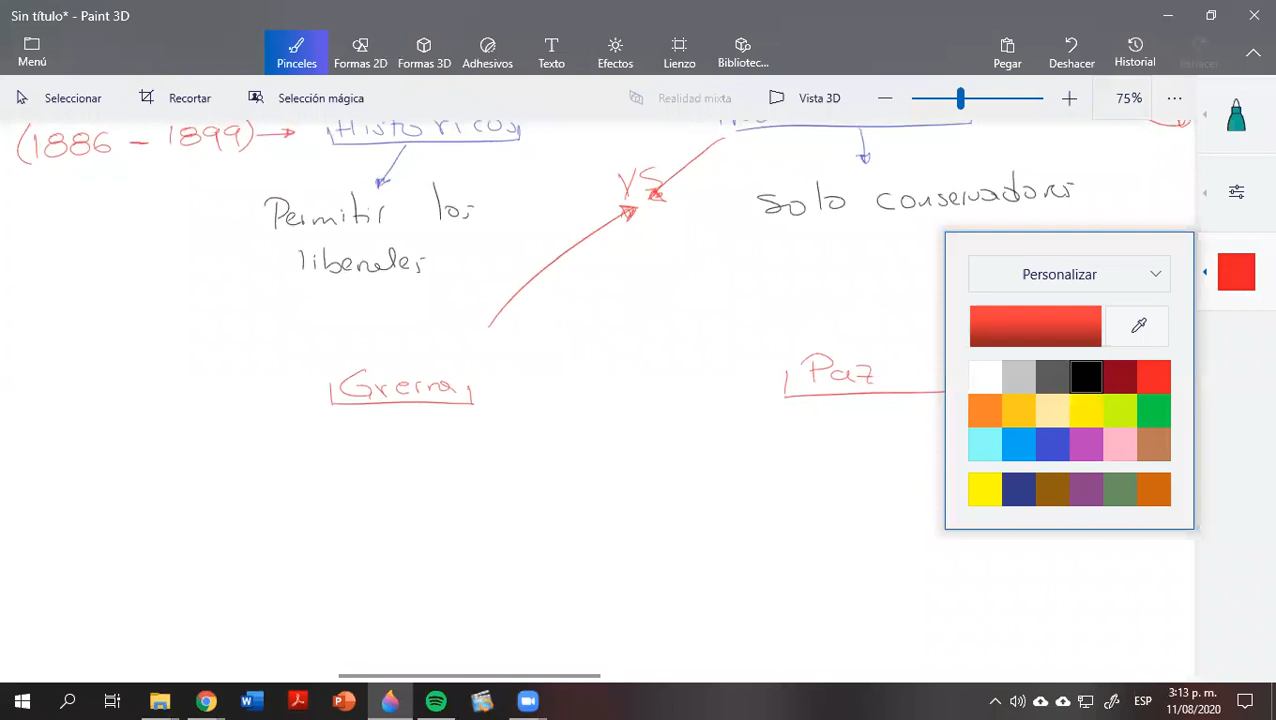 Sin título* - Paint 3D
Menú
Pinceles
Formas 2D
Formas 3D
Adhesivos
Texto
Efectos
Lienzo
Bibliotec...
Pegar
Deshacer
Historial
Rehacer
Seleccionar
Recortar
Selección mágica
Realidad mixta
Vista 3D
75%
(1886 - 1899)
Históricos
VS
Permitir los
liberales
solo conservadores
Personalizar
Guerra
Paz
ESP
3:13 p. m.
11/08/2020